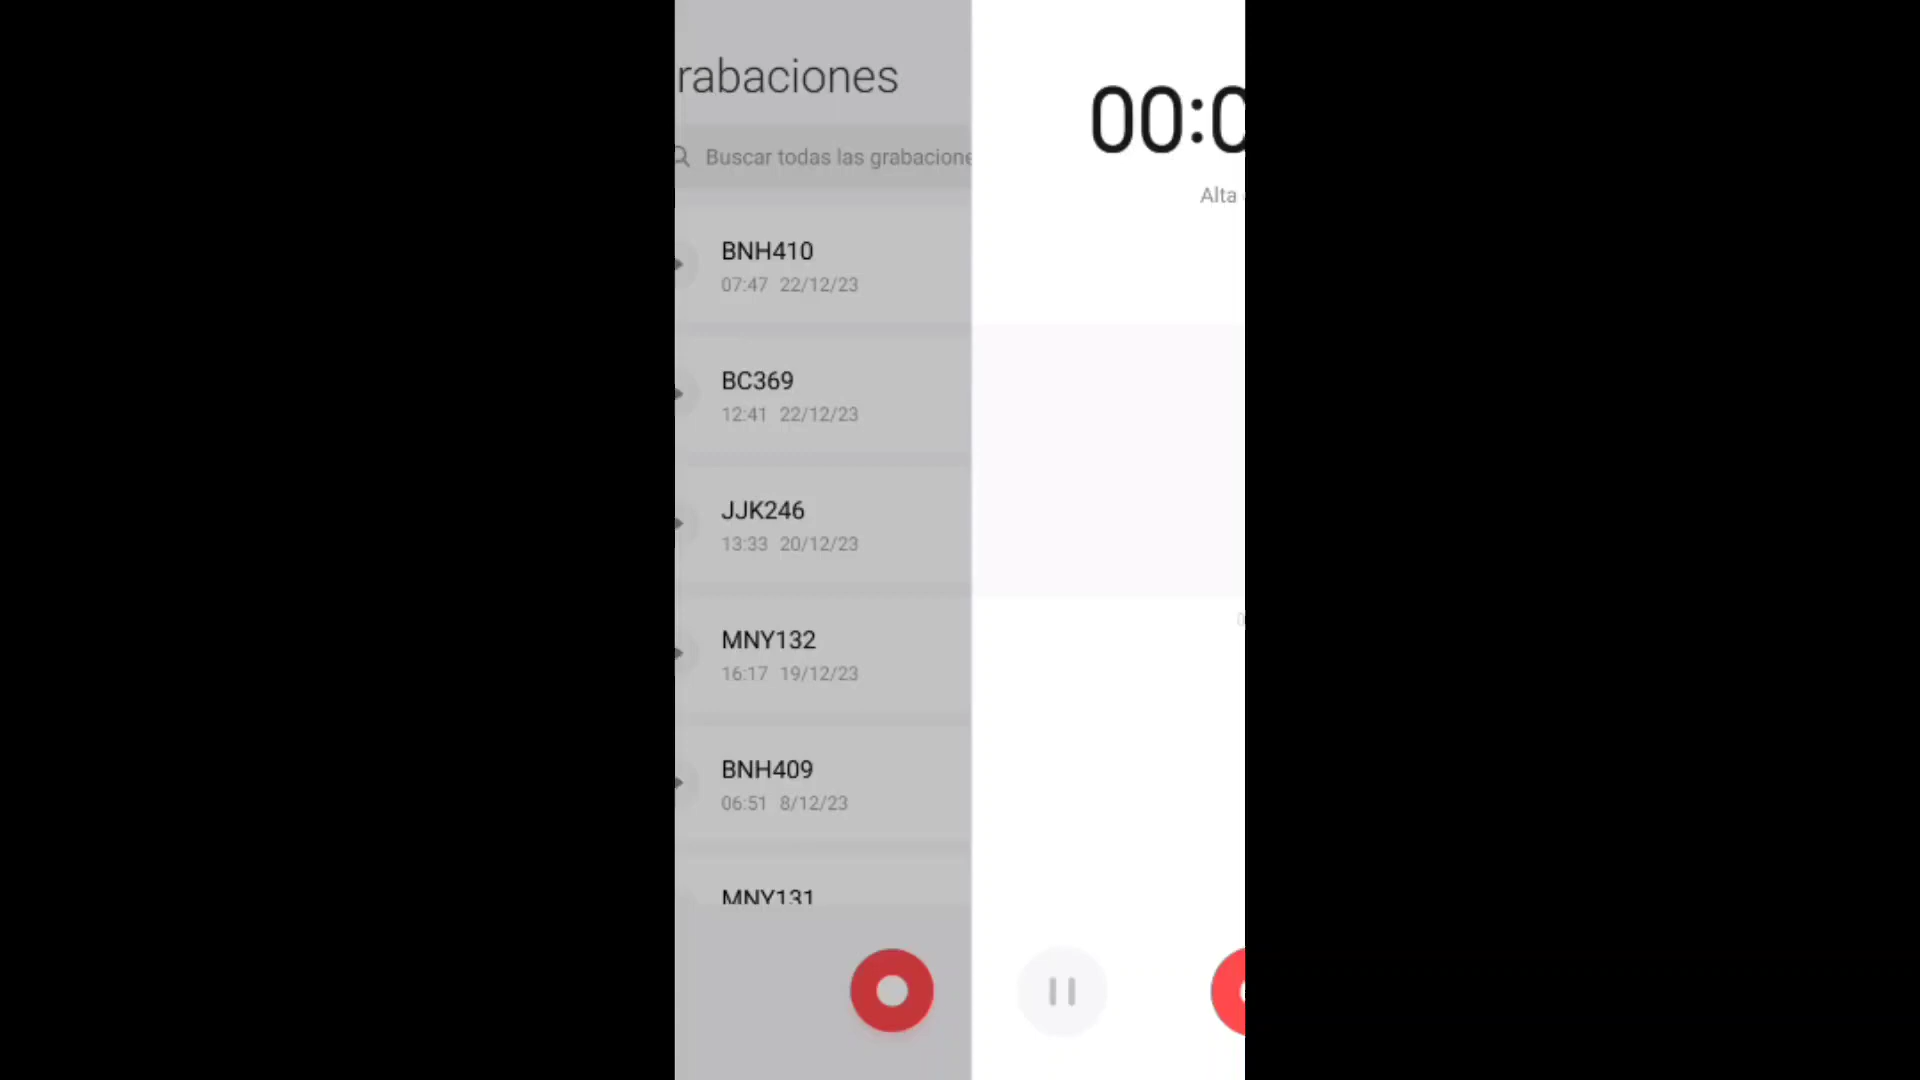 rabaciones
Buscar todas las grabacione
BNH410
07:47 22/12/23
BC369
12:41 22/12/23
JJK246
13:33 20/12/23
MNY132
16:17 19/12/23
BNH409
06:51 8/12/23
MNY131
00:0
Alta